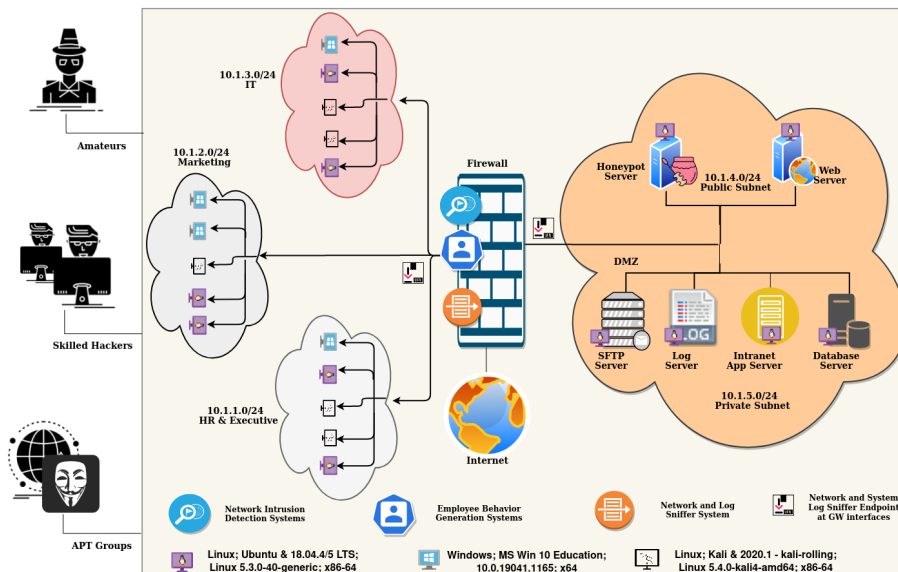 10.1.3.0/24
IT
Amateurs
10.1.2.0/24
Marketing
Firewall
Honeypot
Server
10.1.4.0/24
Public Subnet
Web
Server
DMZ
Skilled Hackers
LOG
SFTP
Server
Log
Server
Intranet
App Server
Database
Server
10.1.1.0/24
HR & Executive
10.1.5.0/24
Private Subnet
Internet
APT Groups
Network Intrusion
Detection Systems
Employee Behavior
Generation Systems
Network and Log
Sniffer System
Network and System
Log Sniffer Endpoint
at GW interfaces
Linux; Ubuntu & 18.04.4/5 LTS;
Linux 5.3.0-40-generic; x86-64
Windows; MS Win 10 Education;
10.0.19041.1165; x64
Linux; Kali & 2020.1 - kali-rolling;
Linux 5.4.0-kali4-amd64; x86-64